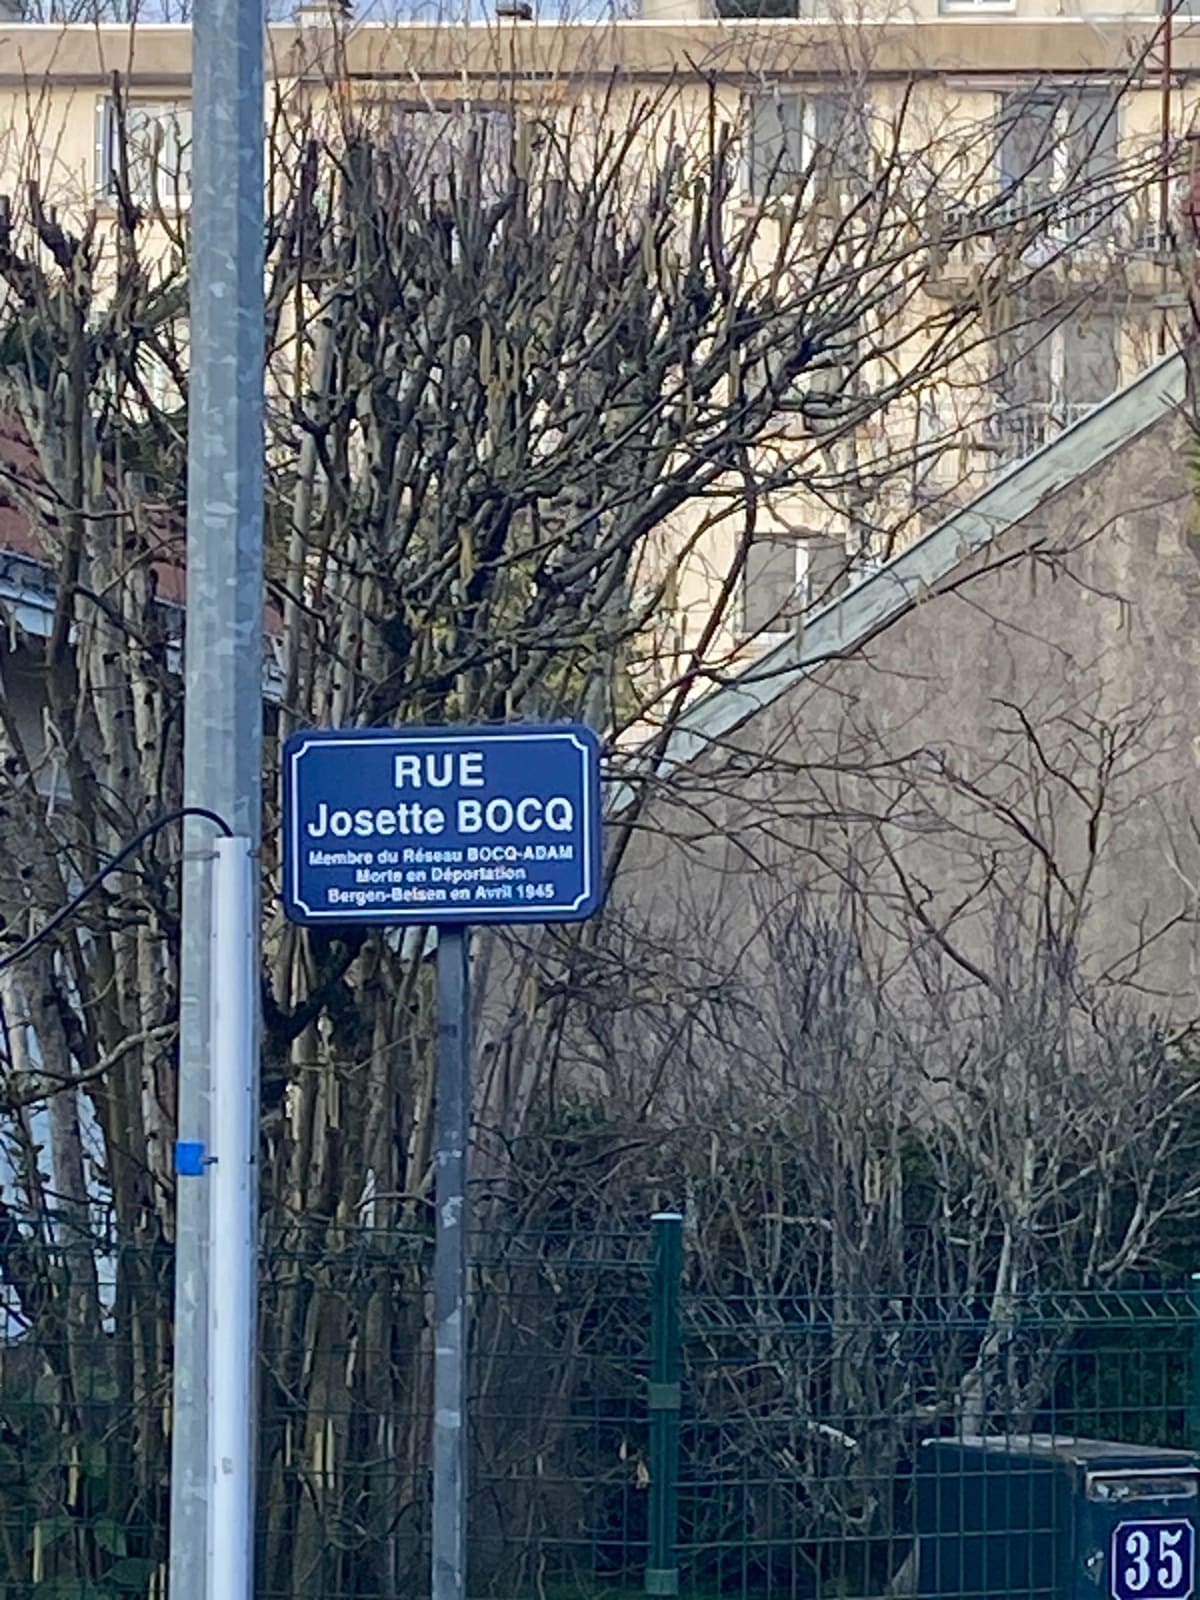 RUE
Josette BOCQ
Membre du Réseau BOCQ-ADAM
Morte en Déportation
Bergen-Belsen en Avril 1945
35